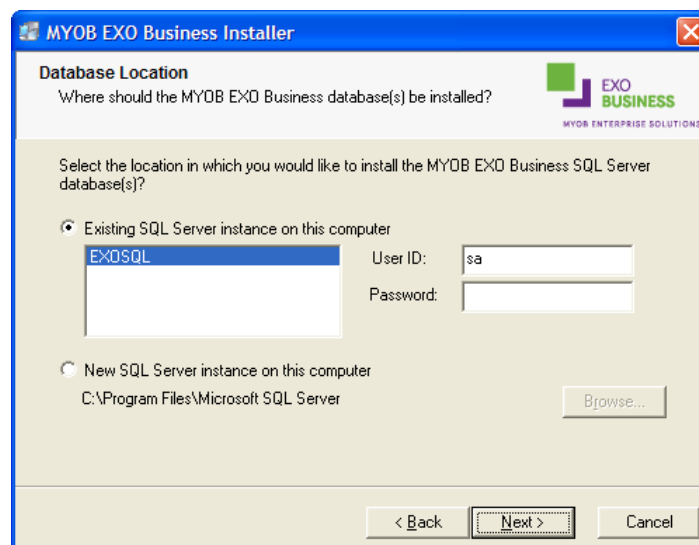 MYOB EXO Business Installer
Database Location
Where should the MYOB EXO Business database(s) be installed?
EXO
BUSINESS
MYOB ENTERPRISE SOLUTIONS
Select the location in which you would like to install the MYOB EXO Business SQL Server
database(s)?
Existing SQL Server instance on this computer
EXOSQL
User ID:
sa
Password:
New SQL Server instance on this computer
C:\Program Files\Microsoft SQL Server
Browse...
< Back
Next >
Cancel